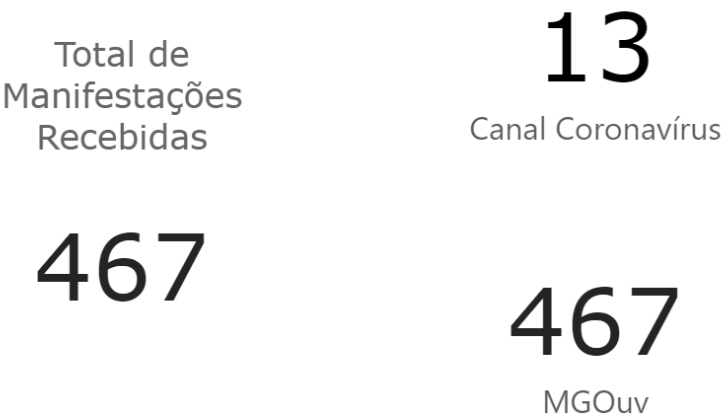 Total de
Manifestações
Recebidas
467
13
Canal Coronavírus
467
MGOuv